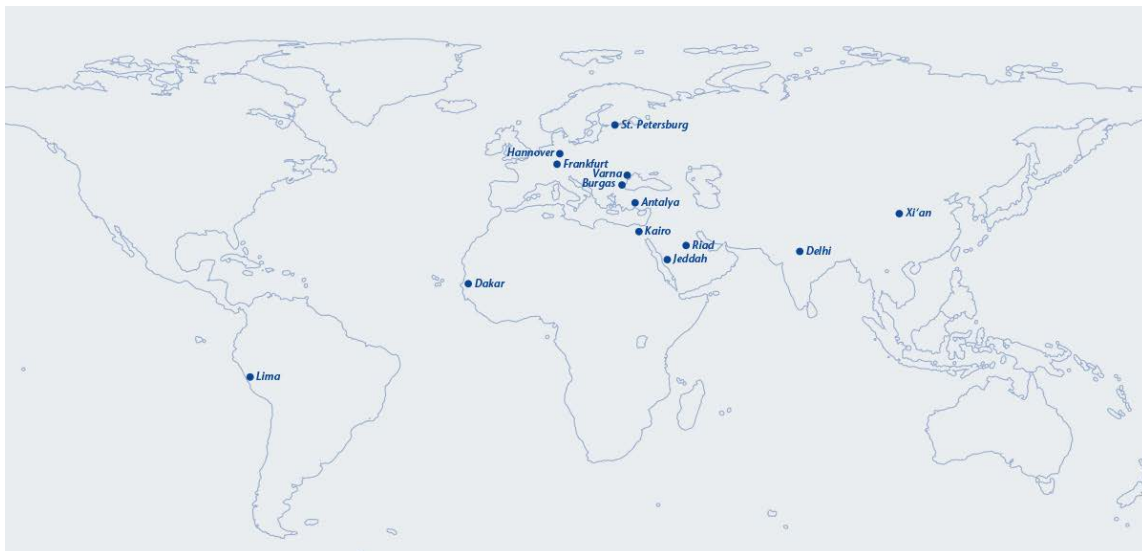 St. Petersburg
Hannover
Frankfurt
Varna
Burgas
Antalya
Xi‘an
Kairo
Riad
Delhi
Jeddah
Dakar
Lima